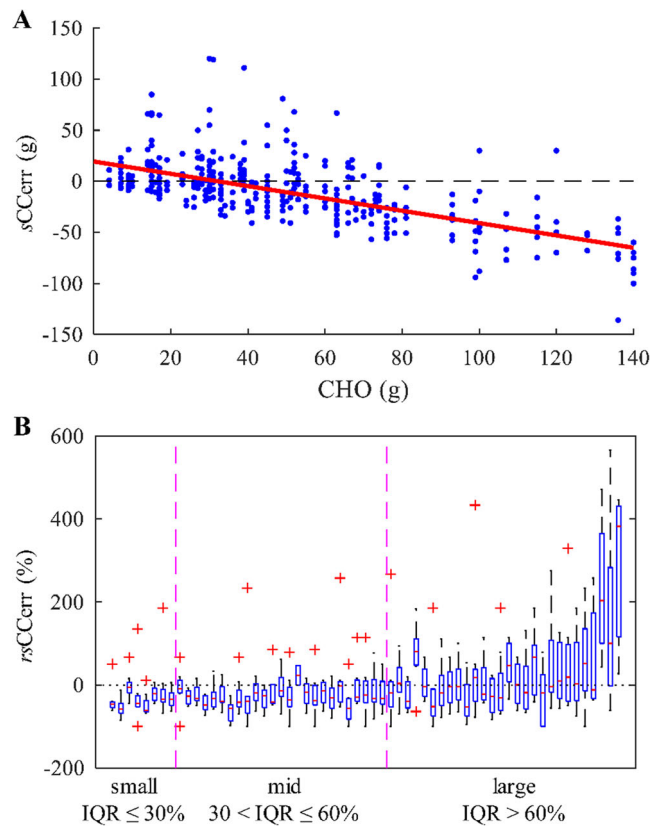 A
150
100
50
0
-50
-100
-150
sCCerr (g)
0 20 40 60 80 100 120 140
CHO (g)
B
600
400
200
0
-200
rsCCerr (%)
small mid large
IQR ≤ 30% 30 < IQR ≤ 60% IQR > 60%